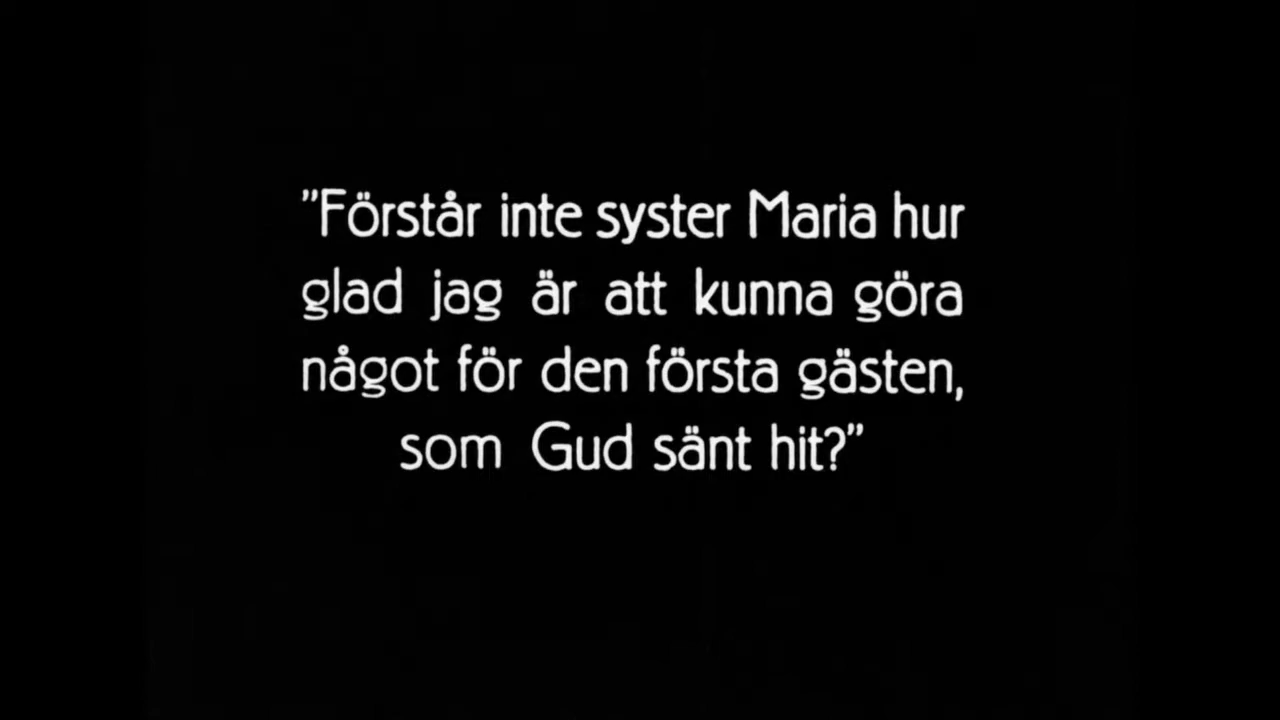 ”Förstår inte syster Maria hur
glad jag är att kunna göra
något för den första gästen,
som Gud sänt hit?”